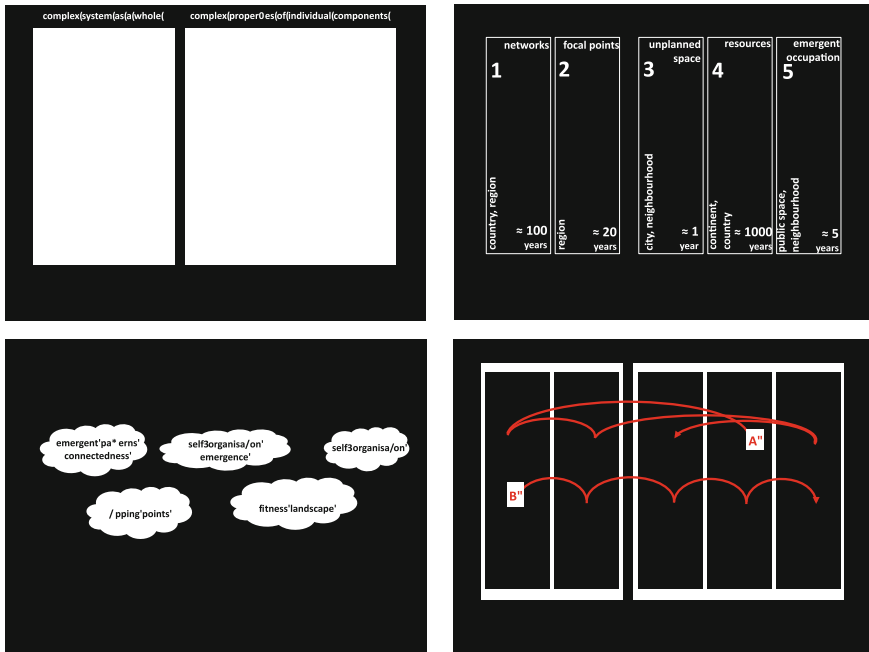 complex(system(as(a(whole(
complex(proper0es(of(individual(components(
networks
1
country, region
≈ 100
years
focal points
2
region
≈ 20
years
unplanned
space
3
city, neighbourhood
≈ 1
year
resources
4
continent,
country
≈ 1000
years
emergent
occupation
5
public space,
neighbourhood
≈ 5
years
emergent'pa* erns'
connectedness'
self3organisa/on'
emergence'
self3organisa/on'
/ pping'points'
fitness'landscape'
A"
B"